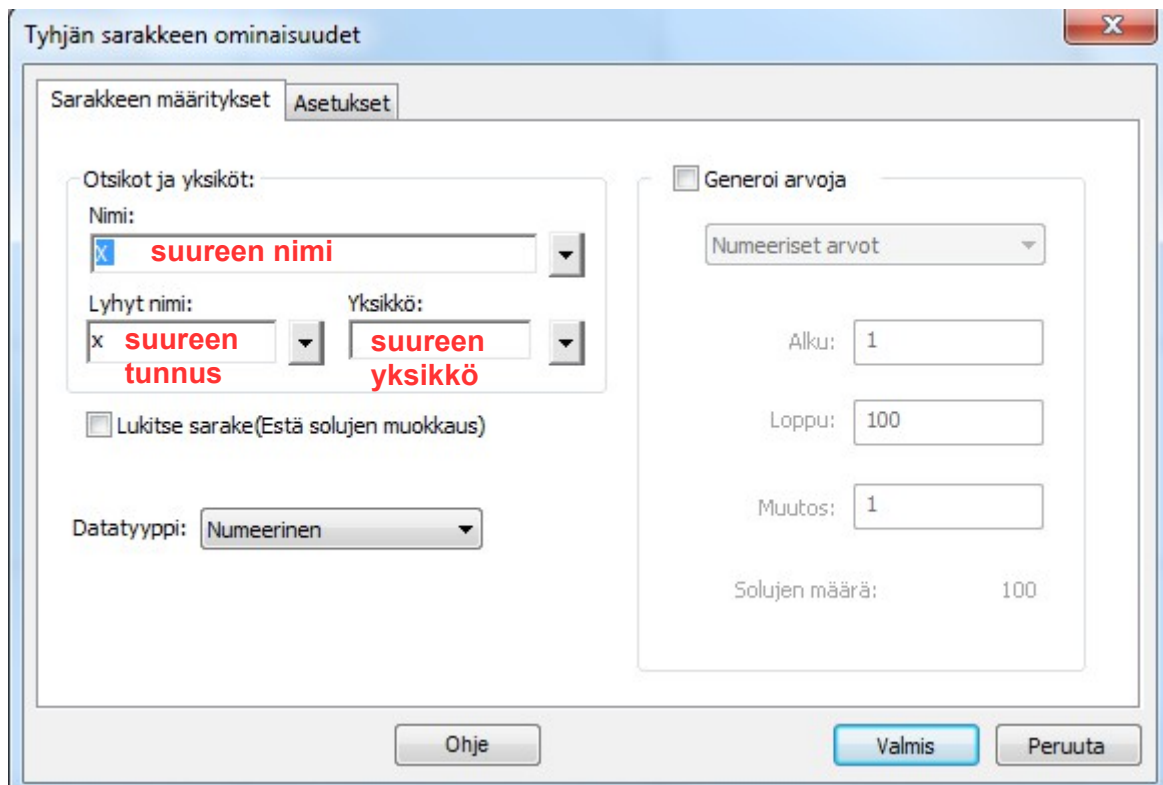 Tyhjän sarakkeen ominaisuudet
x
Sarakkeen määritykset
Asetukset
Otsikot ja yksiköt:
Nimi:
x suureen nimi
Lyhyt nimi:
Yksikkö:
x suureen
tunnus
suureen
yksikkö
Lukitse sarake(Estä solujen muokkaus)
Datatyyppi: Numeerinen
Generoi arvoja
Numeeriset arvot
Alku: 1
Loppu: 100
Muutos: 1
Solujen määrä: 100
Ohje
Valmis
Peruuta